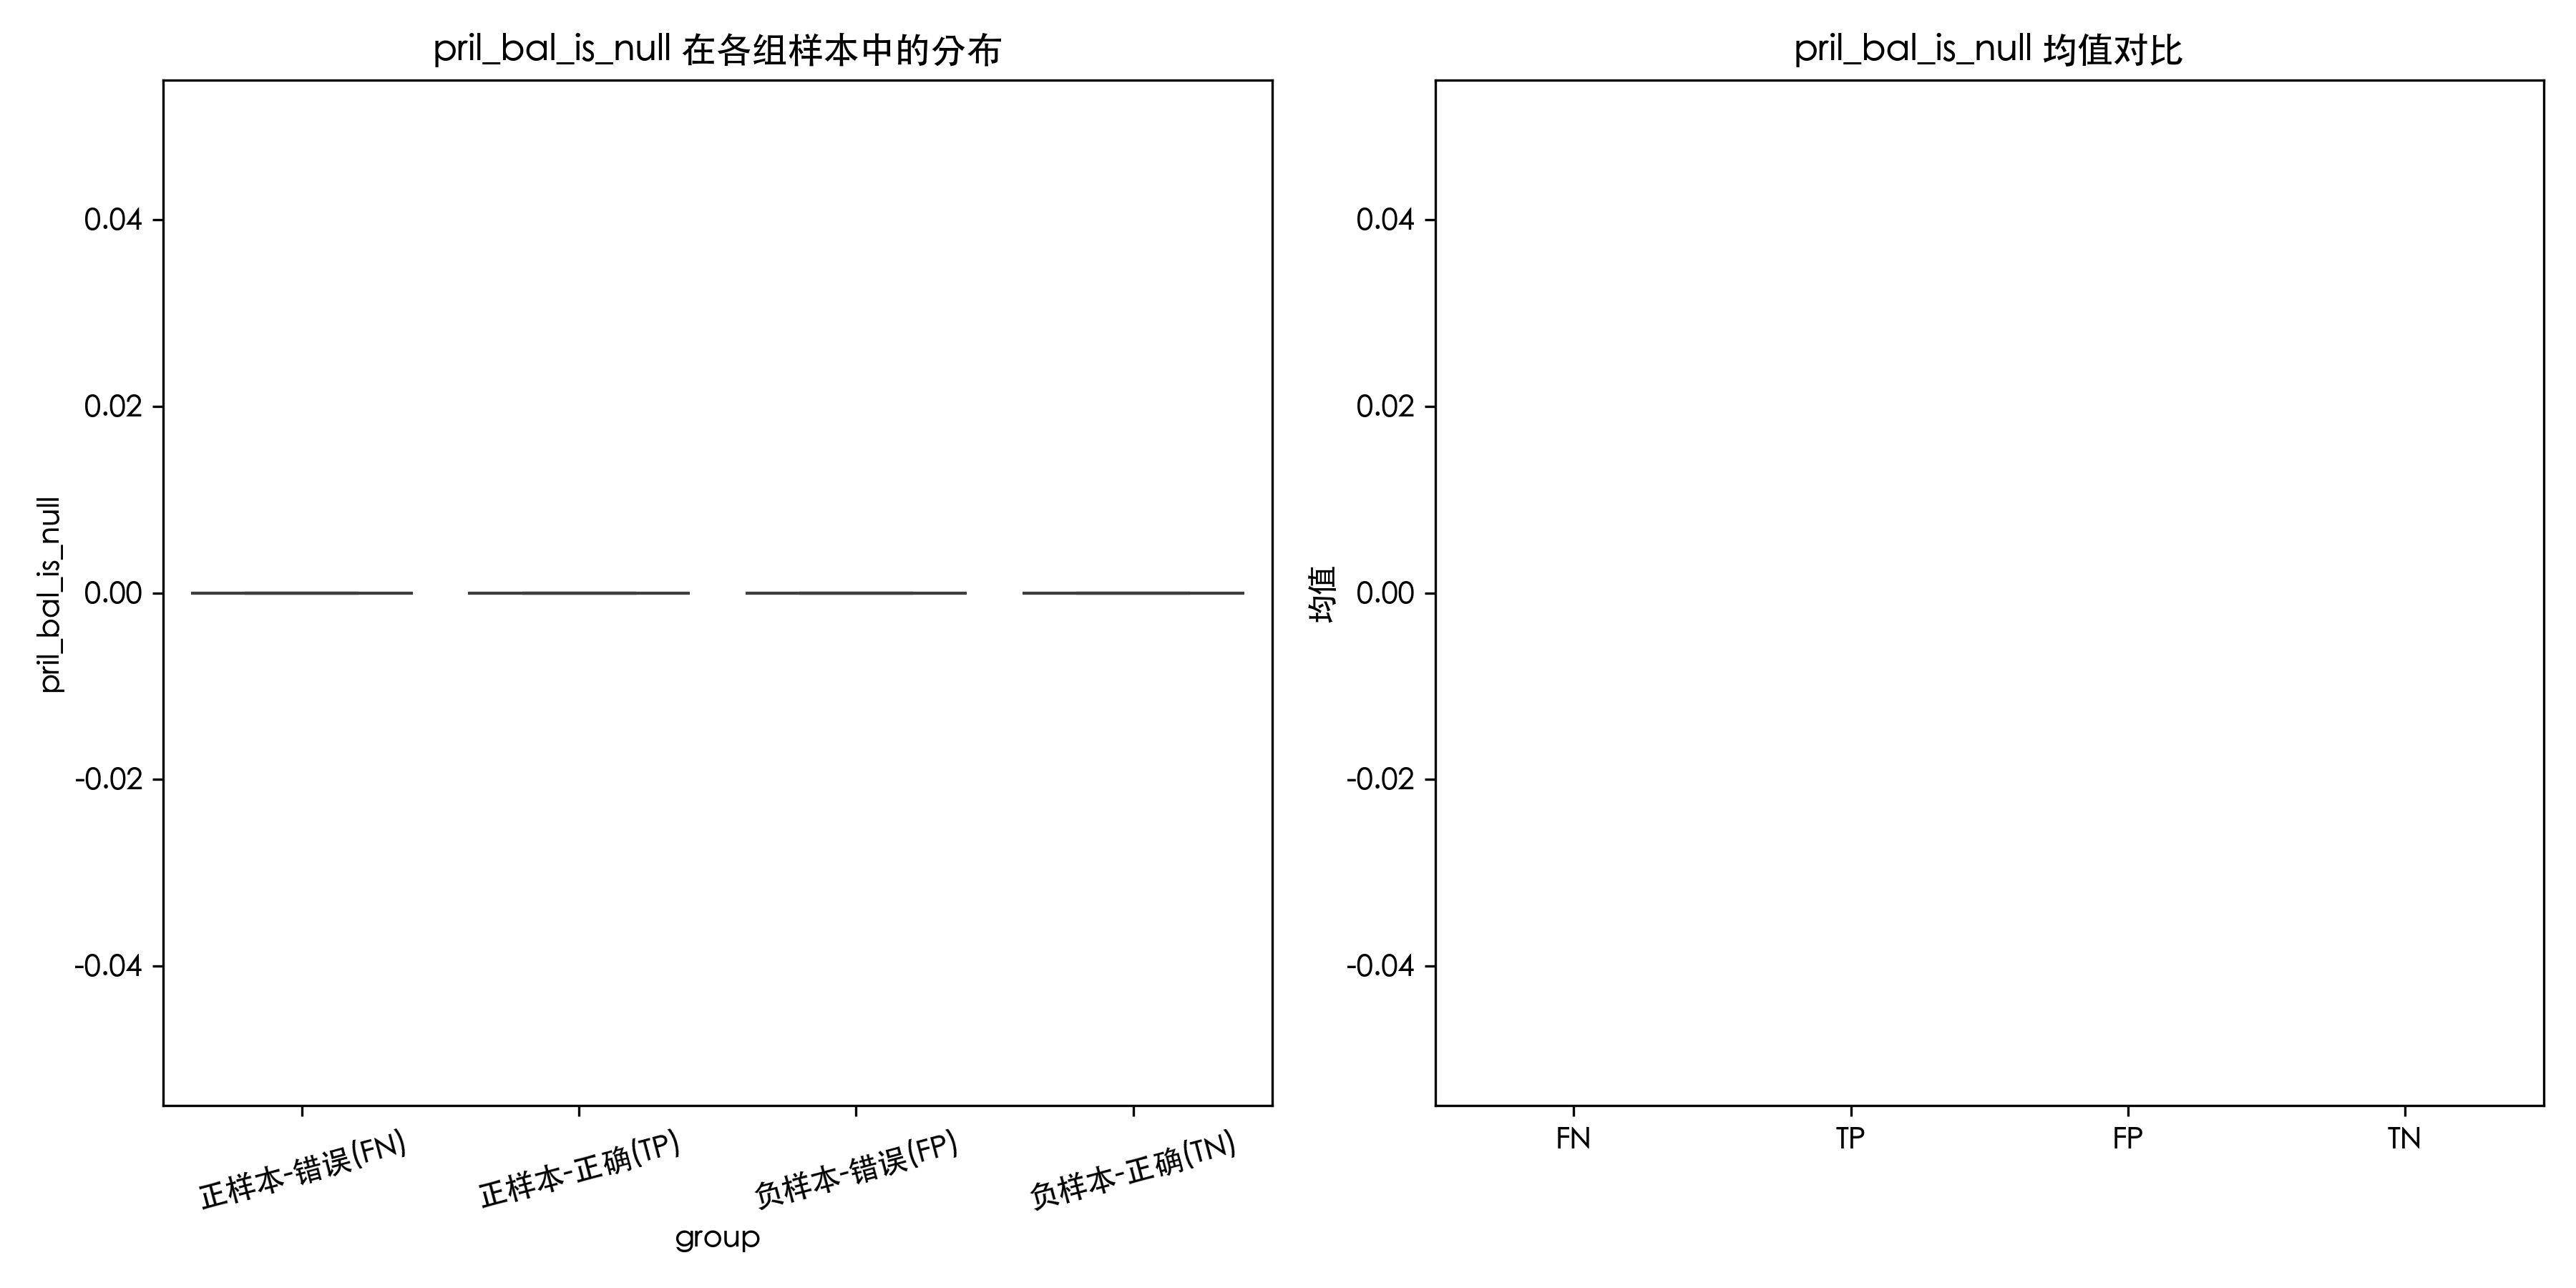 pril_bal_is_null 在各组样本中的分布
0.04
0.02
0.00
-0.02
-0.04
pril_bal_is_null
正样本-错误(FN)
正样本-正确(TP)
负样本-错误(FP)
负样本-正确(TN)
group
pril_bal_is_null 均值对比
0.04
0.02
0.00
-0.02
-0.04
均值
FN
TP
FP
TN